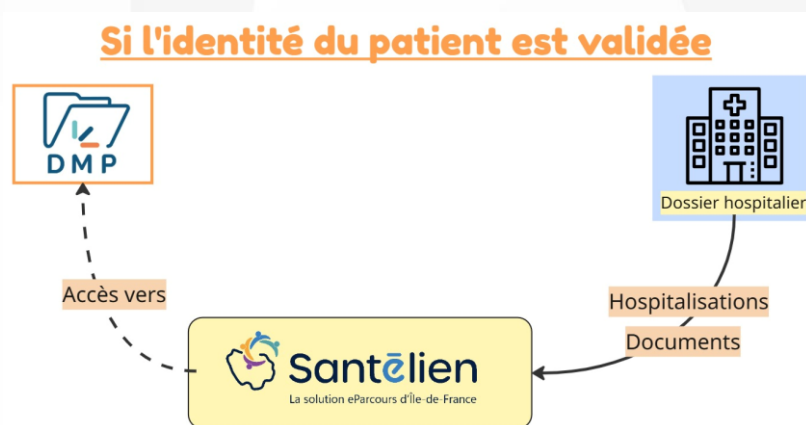 Si l'identité du patient est validée
DMP
Dossier hospitalier
Accès vers
Hospitalisations
Documents
Santēlien
La solution eParcours d'Île-de-France